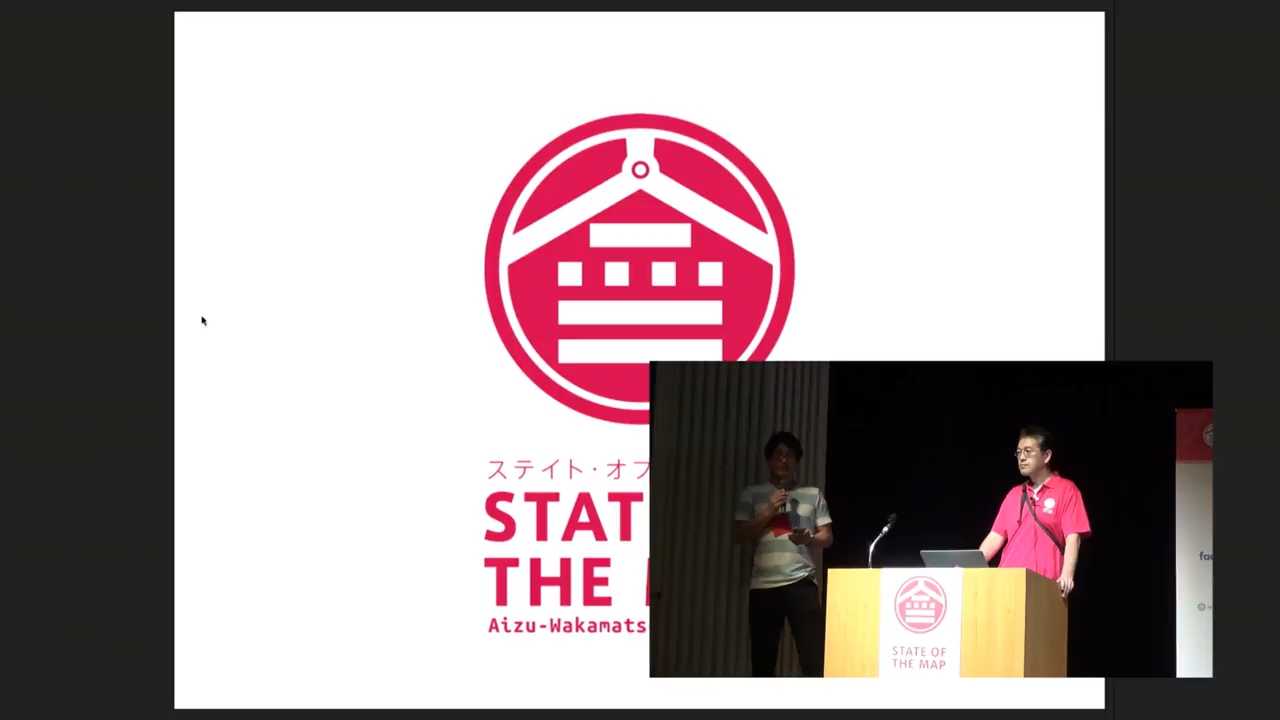 ステイト・オブ
STAT
THE
Aizu-Wakamats
STATE OF
THE MAP